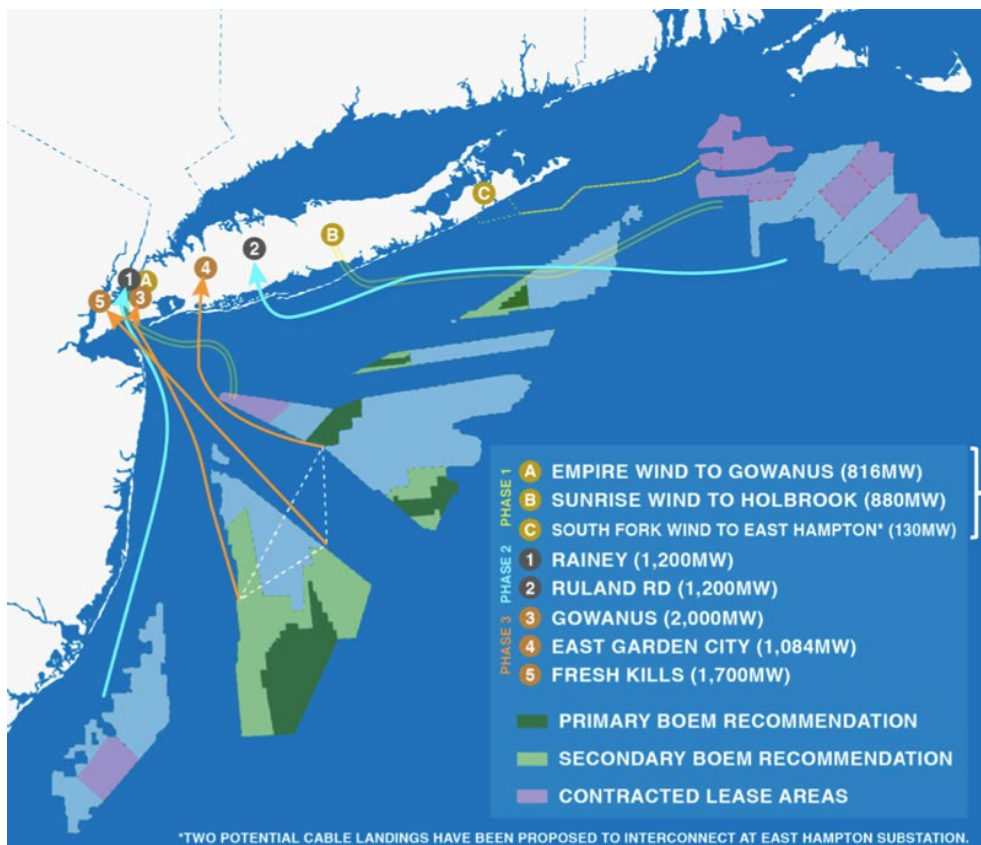 C
B
2
4
1
A
5
3
PHASE 1
A EMPIRE WIND TO GOWANUS (816MW)
B SUNRISE WIND TO HOLBROOK (880MW)
C SOUTH FORK WIND TO EAST HAMPTON* (130MW)
PHASE 2
1 RAINEY (1,200MW)
2 RULAND RD (1,200MW)
PHASE 3
3 GOWANUS (2,000MW)
4 EAST GARDEN CITY (1,084MW)
5 FRESH KILLS (1,700MW)
PRIMARY BOEM RECOMMENDATION
SECONDARY BOEM RECOMMENDATION
CONTRACTED LEASE AREAS
*TWO POTENTIAL CABLE LANDINGS HAVE BEEN PROPOSED TO INTERCONNECT AT EAST HAMPTON SUBSTATION.